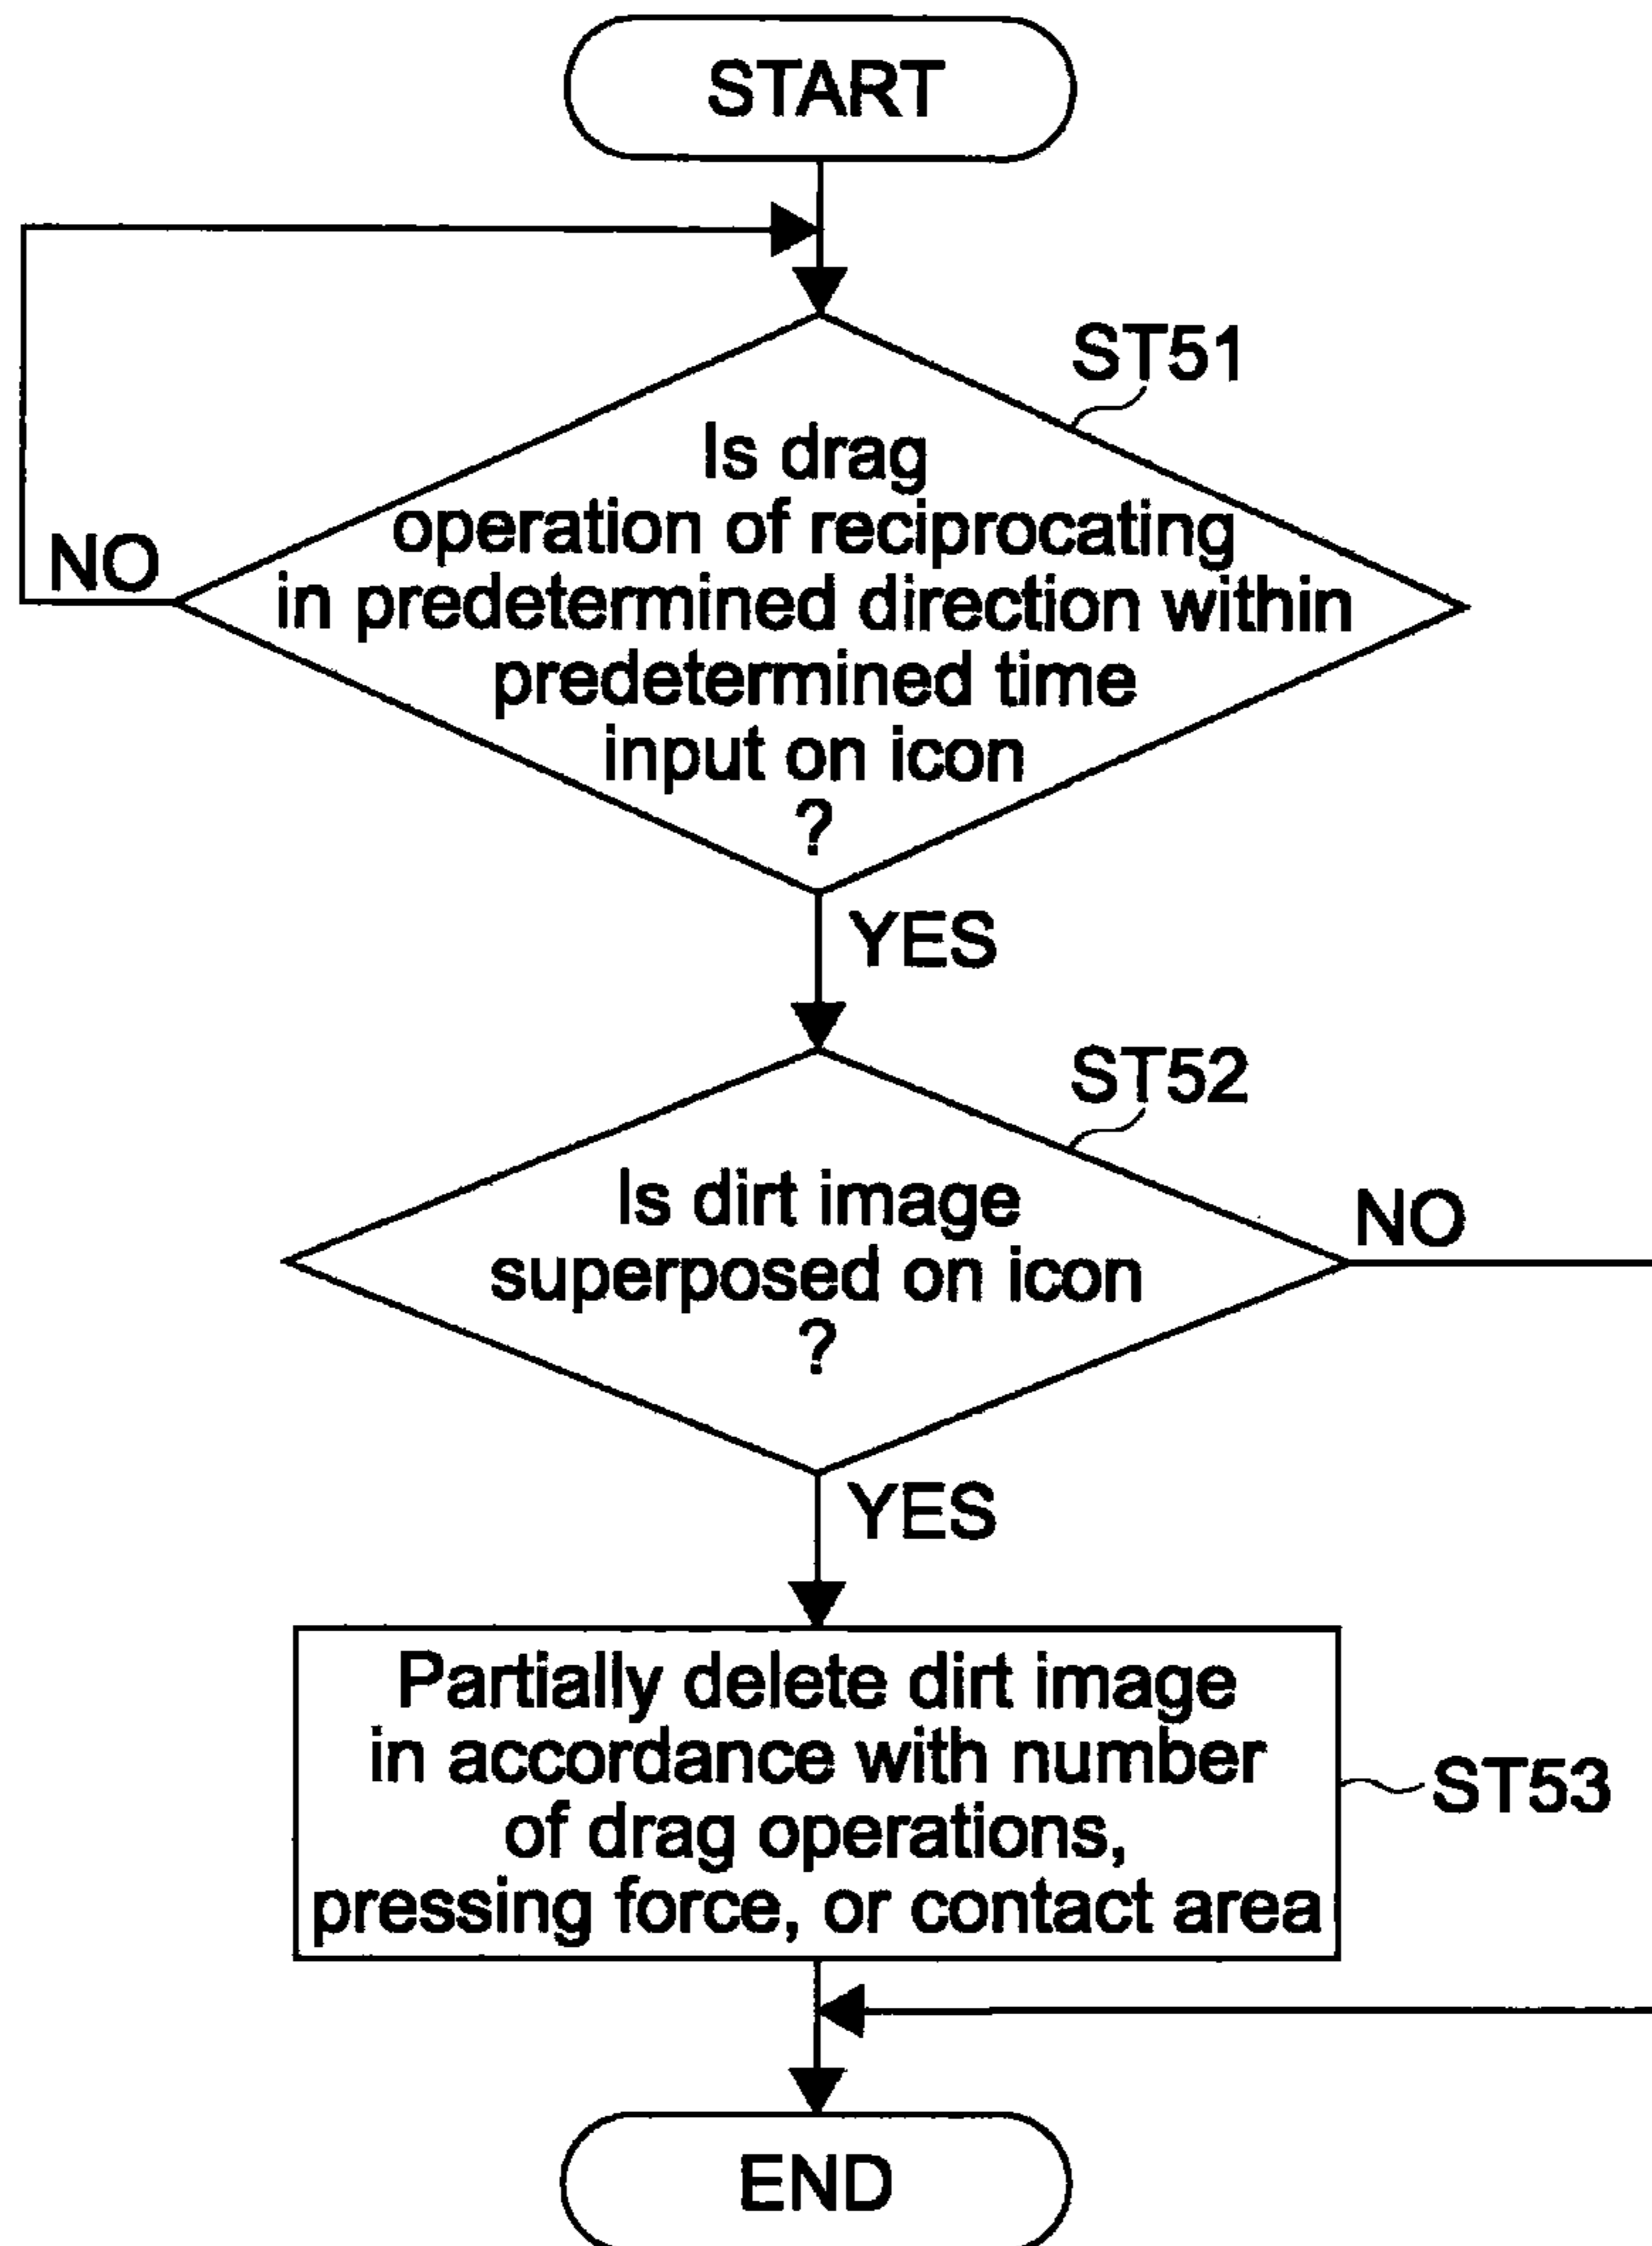 START
ST51
Is drag
operation of reciprocating
in predetermined direction within
predetermined time
input on icon
?
NO
YES
ST52
Is dirt image
superposed on icon
?
NO
YES
Partially delete dirt image
in accordance with number
of drag operations,
pressing force, or contact area
ST53
END